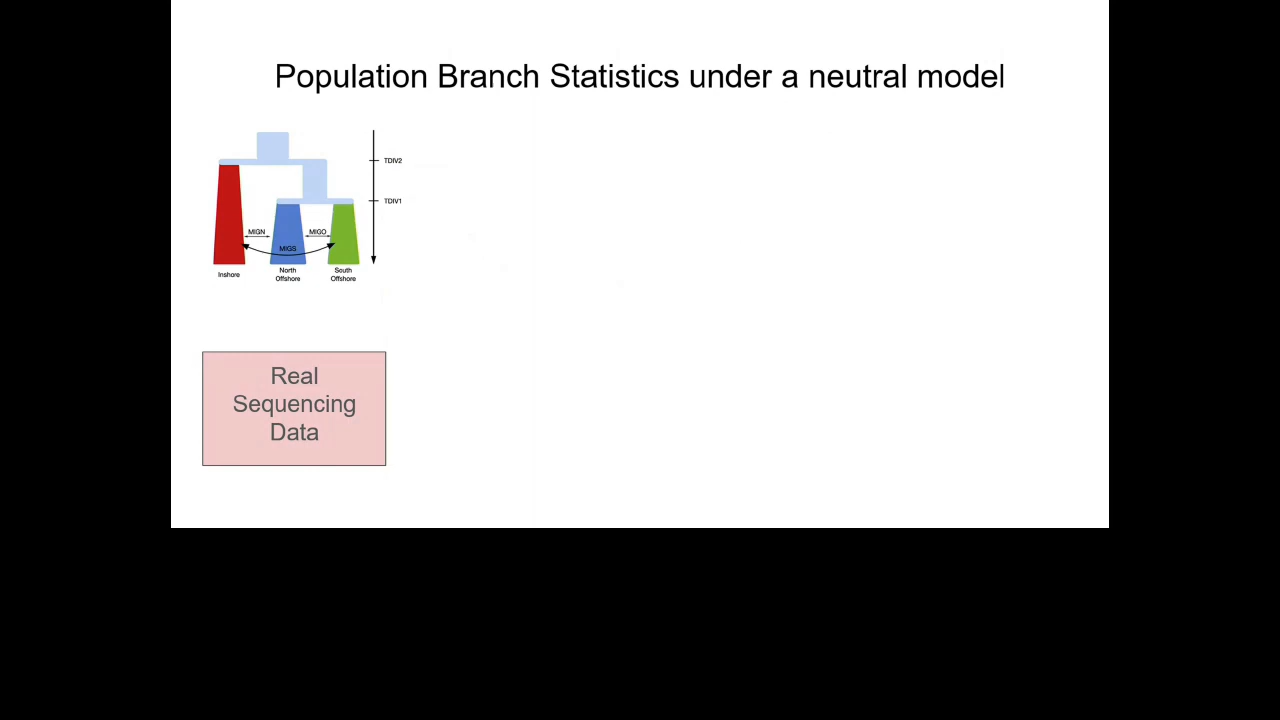 Population Branch Statistics under a neutral model
TDIV2
TDIV1
MIGN
MIGO
MIGS
Inshore
North
Offshore
South
Offshore
Real
Sequencing
Data